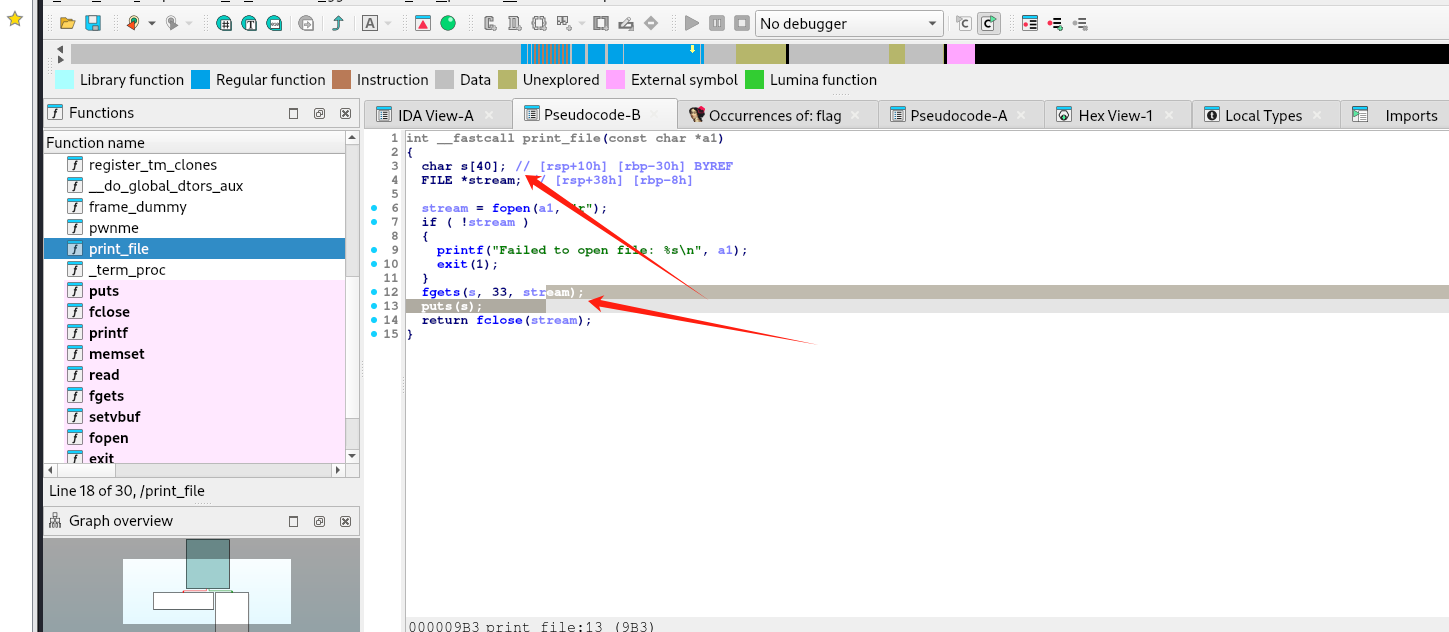 No debugger
Library function Regular function Instruction Data Unexplored External symbol Lumina function
Functions
IDA View-A Pseudocode-B Occurrences of: flag Pseudocode-A Hex View-1 Local Types Imports
Function name
register_tm_clones
__do_global_dtors_aux
frame_dummy
pwnme
print_file
_term_proc
puts
fclose
printf
memset
read
fgets
setvbuf
fopen
exit
Line 18 of 30, /print_file
Graph overview
1 int __fastcall print_file(const char *a1)
2 {
3 char s[40]; // [rsp+10h] [rbp-30h] BYREF
4 FILE *stream; // [rsp+38h] [rbp-8h]
5
6 stream = fopen(a1, "r");
7 if ( !stream )
8 {
9 printf("Failed to open file: %s\n", a1);
10 exit(1);
11 }
12 fgets(s, 33, stream);
13 puts(s);
14 return fclose(stream);
15 }
000009B3 print_file:13 (9B3)